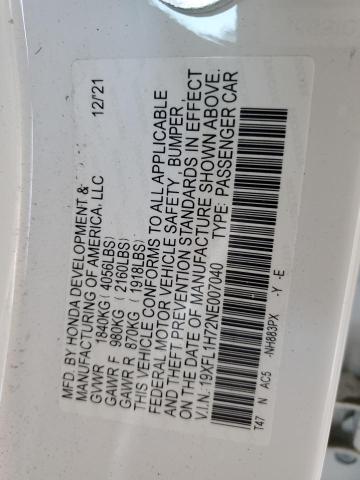 MFD. BY HONDA DEVELOPMENT &
MANUFACTURING OF AMERICA, LLC 12/21
GVWR 1840KG (4066LBS)
GAWR F 980KG (2160LBS)
GAWR R 870KG (1918LBS)
THIS VEHICLE CONFORMS TO ALL APPLICABLE
FEDERAL MOTOR VEHICLE SAFETY, BUMPER,
AND THEFT PREVENTION STANDARDS IN EFFECT
ON THE DATE OF MANUFACTURE SHOWN ABOVE.
V.I.N. 19XFL1H72NE007040 TYPE: PASSENGER CAR
T47 N AC5 NH883PX -Y -E